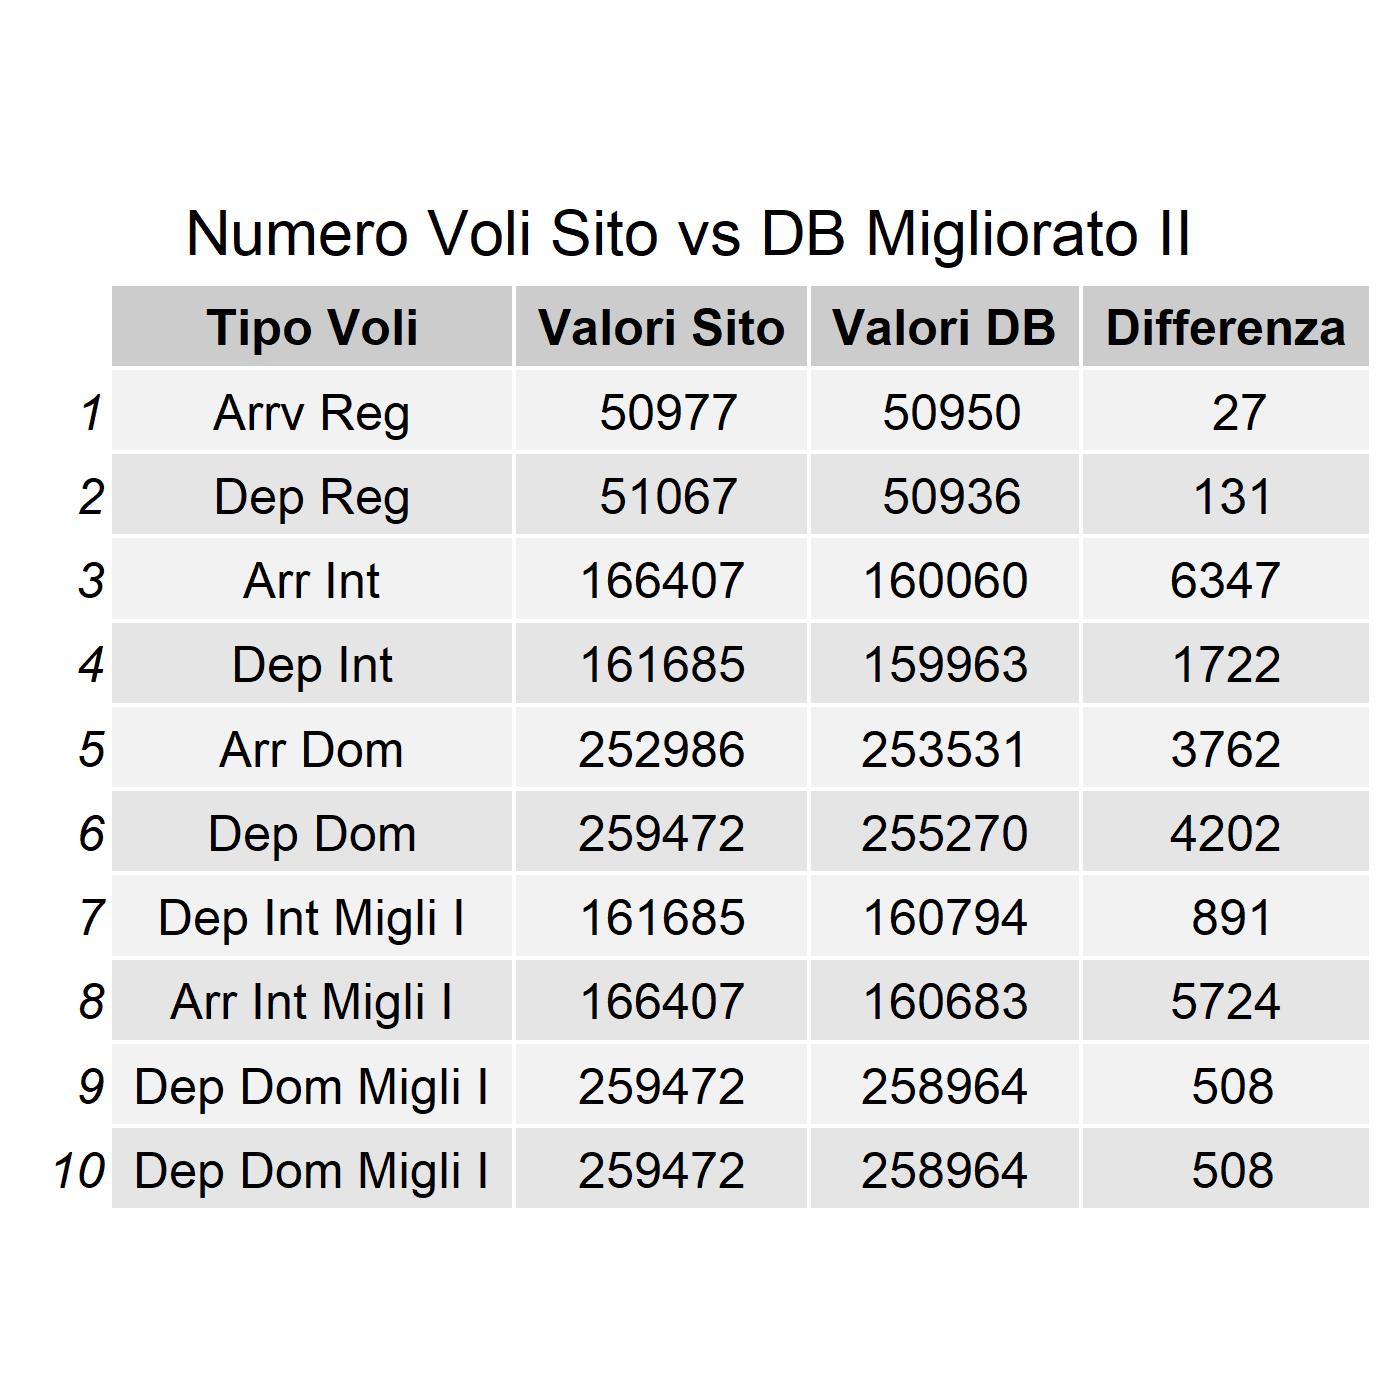 Numero Voli Sito vs DB Migliorato II
Tipo Voli Valori Sito Valori DB Differenza
1 Arrv Reg 50977 50950 27
2 Dep Reg 51067 50936 131
3 Arr Int 166407 160060 6347
4 Dep Int 161685 159963 1722
5 Arr Dom 252986 253531 3762
6 Dep Dom 259472 255270 4202
7 Dep Int Migli I 161685 160794 891
8 Arr Int Migli I 166407 160683 5724
9 Dep Dom Migli I 259472 258964 508
10 Dep Dom Migli I 259472 258964 508